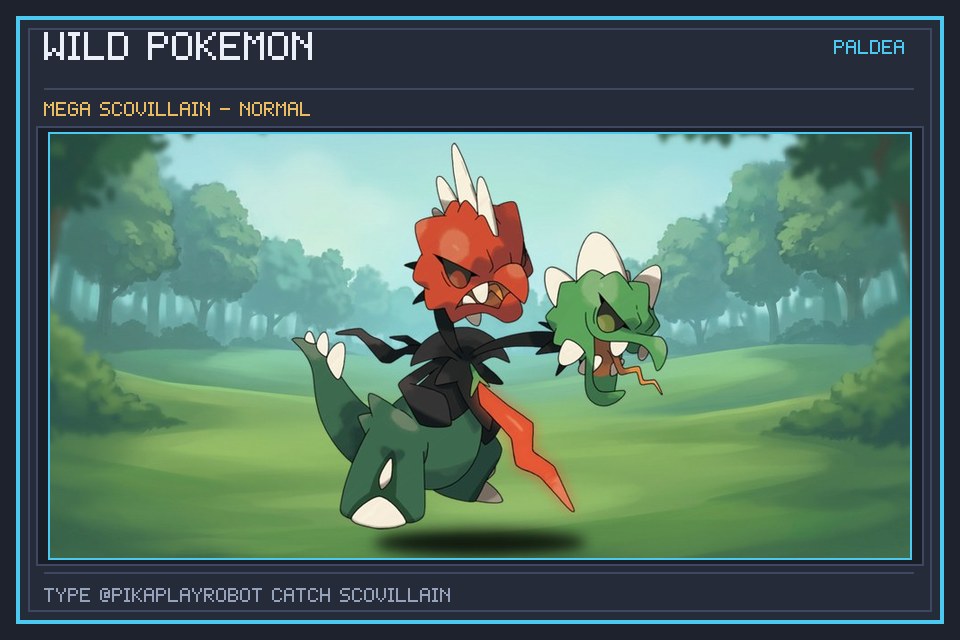 WILD POKEMON
PALDEA
MEGA SCOVILLAIN - NORMAL
TYPE @PIKAPLAYROBOT CATCH SCOVILLAIN